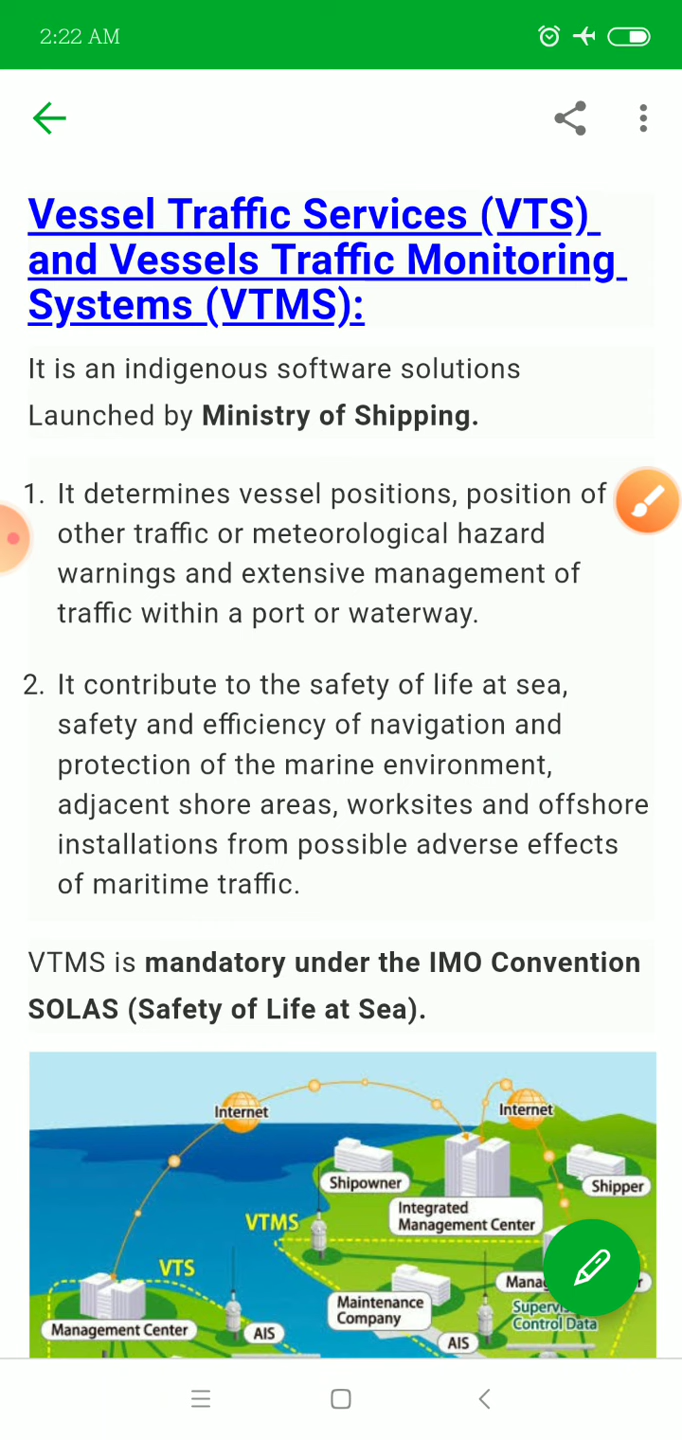 2:22 AM
Vessel Traffic Services (VTS)
and Vessels Traffic Monitoring
Systems (VTMS):
It is an indigenous software solutions
Launched by Ministry of Shipping.
1. It determines vessel positions, position of
other traffic or meteorological hazard
warnings and extensive management of
traffic within a port or waterway.
2. It contribute to the safety of life at sea,
safety and efficiency of navigation and
protection of the marine environment,
adjacent shore areas, worksites and offshore
installations from possible adverse effects
of maritime traffic.
VTMS is mandatory under the IMO Convention
SOLAS (Safety of Life at Sea).
Internet
Internet
Shipowner
Shipper
Integrated
Management Center
VTMS
VTS
Maintenance
Company
Control Data
Management Center
AIS
AIS